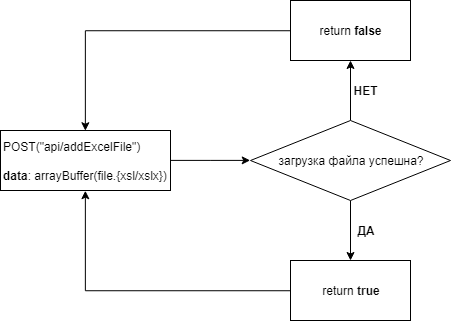 return false
НЕТ
POST("api/addExcelFile")
data: arrayBuffer(file.{xsl/xslx})
загрузка файла успешна?
ДА
return true